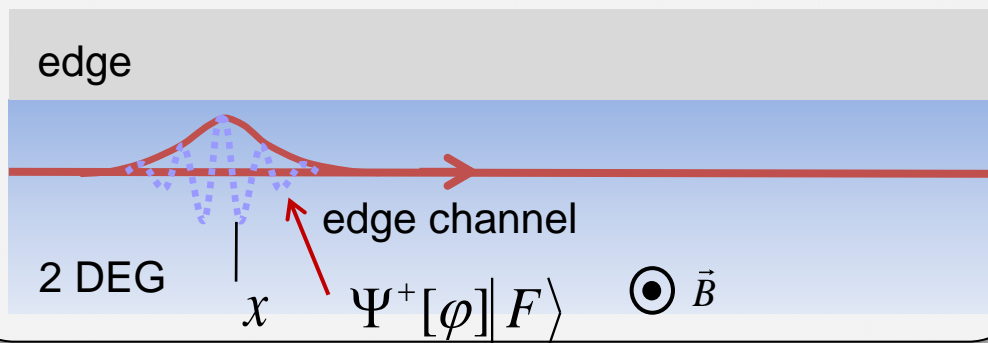 edge
edge channel
2 DEG
x
Ψ⁺[φ]|F⟩
B⃗